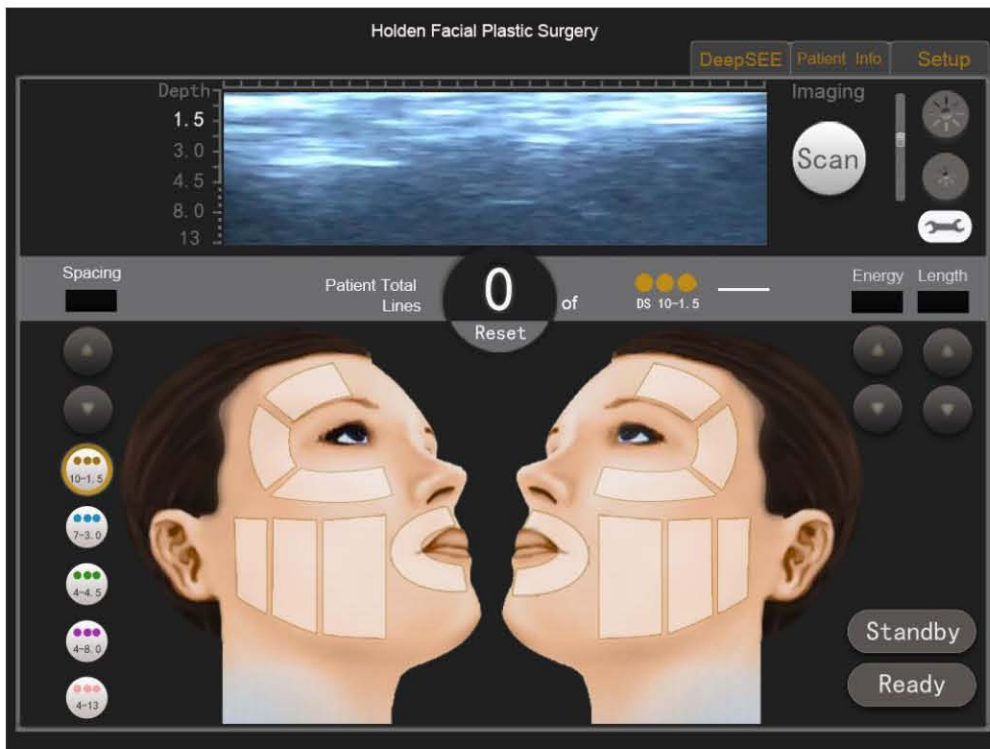 Holden Facial Plastic Surgery
DeepSEE
Patient Info
Setup
Depth
1.5
3.0
4.5
8.0
13
Imaging
Scan
Spacing
Patient Total
Lines
0
Reset
of
DS 10-1.5
Energy
Length
10-1.5
7-3.0
4-4.5
4-8.0
4-13
Standby
Ready